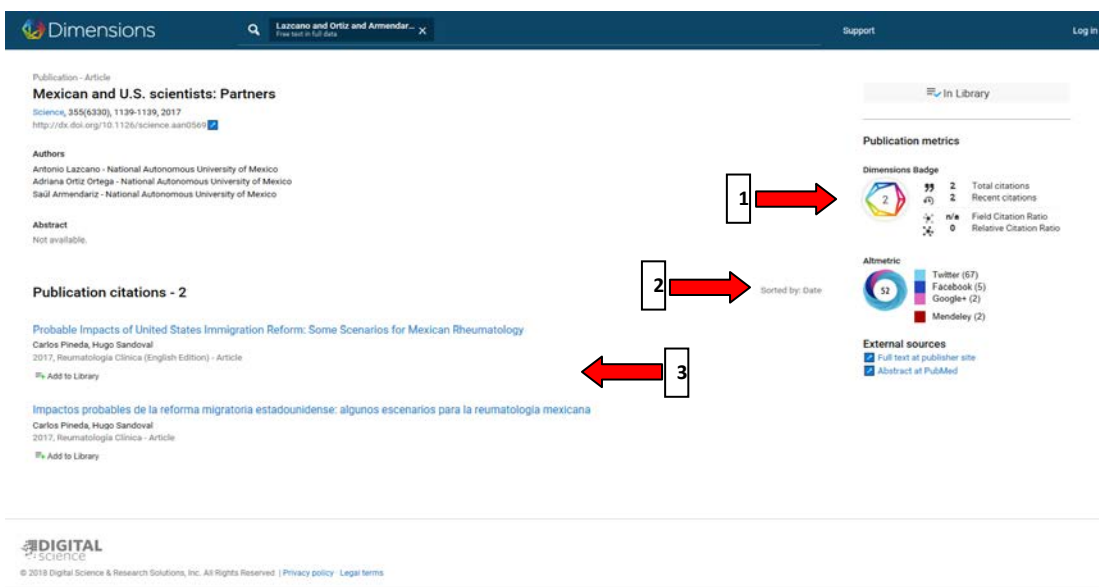 Dimensions
Lazcano and Ortiz and Armendar... ×
Free text in full data
Support
Log in
Publication - Article
Mexican and U.S. scientists: Partners
Science, 355(6330), 1139-1139, 2017
http://dx.doi.org/10.1126/science.aan0569
Authors
Antonio Lazcano - National Autonomous University of Mexico
Adriana Ortiz Ortega - National Autonomous University of Mexico
Saúl Armendariz - National Autonomous University of Mexico
Abstract
Not available.
Publication citations - 2
Sorted by: Date
Probable Impacts of United States Immigration Reform: Some Scenarios for Mexican Rheumatology
Carlos Pineda, Hugo Sandoval
2017, Reumatología Clínica (English Edition) - Article
Add to Library
Impactos probables de la reforma migratoria estadounidense: algunos escenarios para la reumatología mexicana
Carlos Pineda, Hugo Sandoval
2017, Reumatología Clínica - Article
Add to Library
In Library
Publication metrics
Dimensions Badge
2
2 Total citations
2 Recent citations
n/a Field Citation Ratio
0 Relative Citation Ratio
Altmetric
52
Twitter (67)
Facebook (5)
Google+ (2)
Mendeley (2)
External sources
Full text at publisher site
Abstract at PubMed
1
2
3
DIGITAL
science
© 2018 Digital Science & Research Solutions, Inc. All Rights Reserved | Privacy policy Legal terms